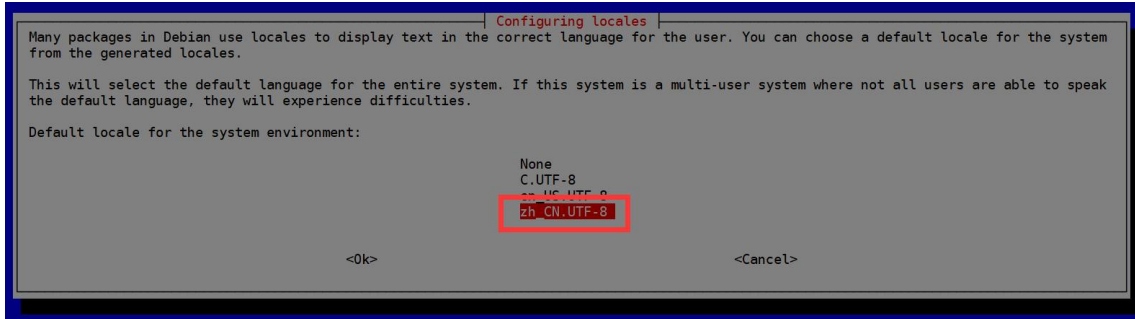 Configuring locales
Many packages in Debian use locales to display text in the correct language for the user. You can choose a default locale for the system
from the generated locales.
This will select the default language for the entire system. If this system is a multi-user system where not all users are able to speak
the default language, they will experience difficulties.
Default locale for the system environment:
None
C.UTF-8
en_US.UTF-8
zh_CN.UTF-8
<Ok> <Cancel>